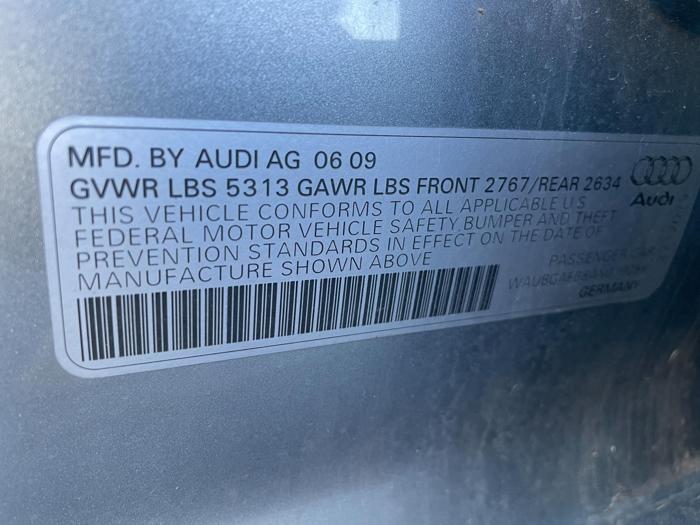 MFD. BY AUDI AG 06 09
GVWR LBS 5313 GAWR LBS FRONT 2767/REAR 2634
Audi
THIS VEHICLE CONFORMS TO ALL APPLICABLE U.S
FEDERAL MOTOR VEHICLE SAFETY, BUMPER AND THEFT
PREVENTION STANDARDS IN EFFECT ON THE DATE OF
MANUFACTURE SHOWN ABOVE
PASSENGER CAR
GERMANY